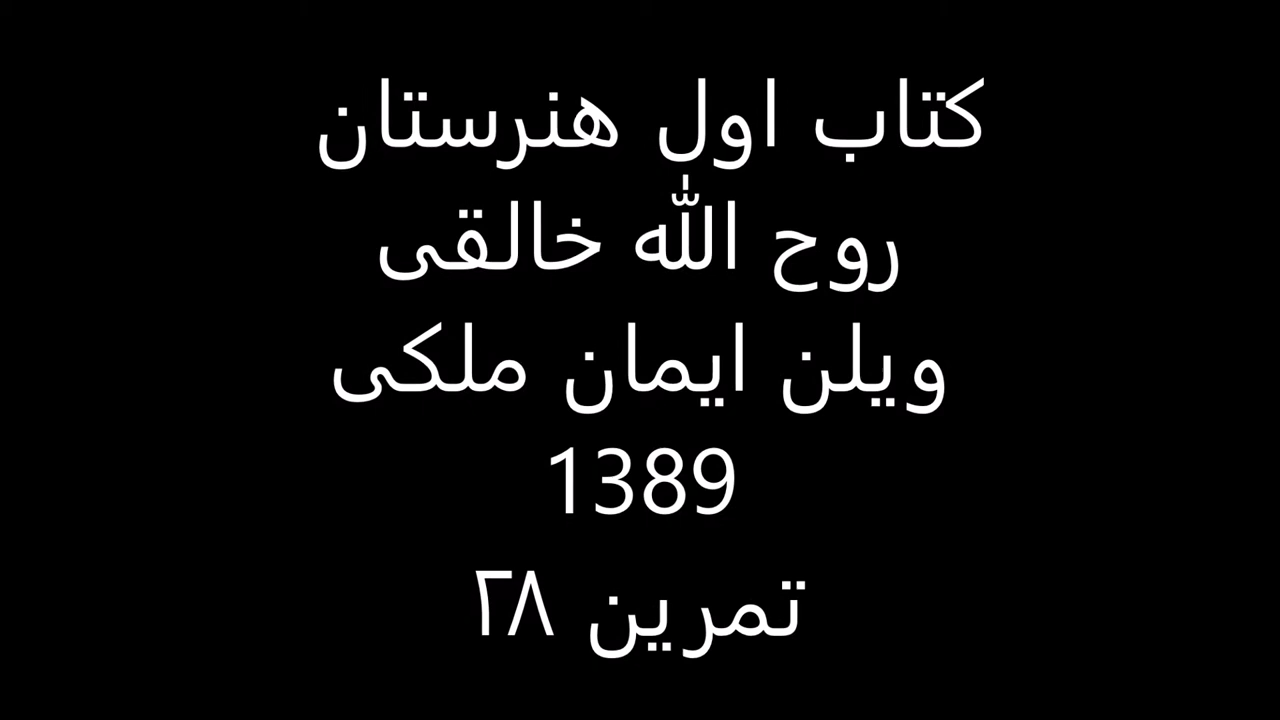 کتاب اول هنرستان
روح الله خالقی
ویلن ایمان ملکی
1389
تمرین ۲۸